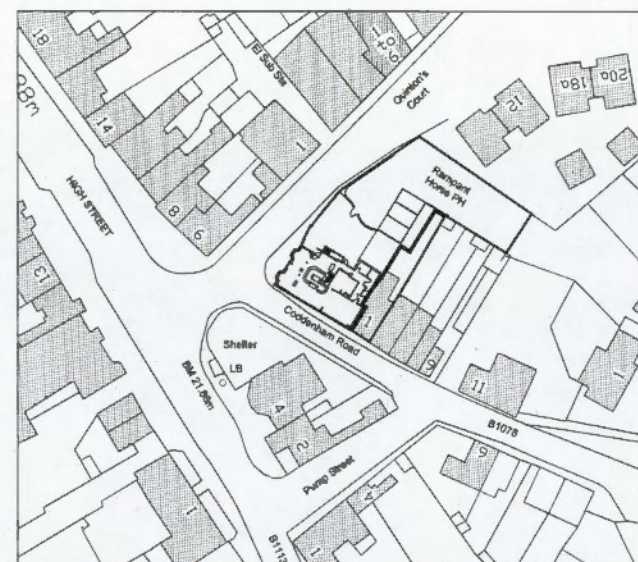 18
28m
14
HIGH STREET
8
6
El Sub Sta
1
Quinton's
Court
12
18a
20a
Rampant
Horse PH
13
Coddenham Road
1
9
Shelter
LB
BM 21.86m
4
2
Pump Street
11
B1078
1
6
4
1
1
B1113